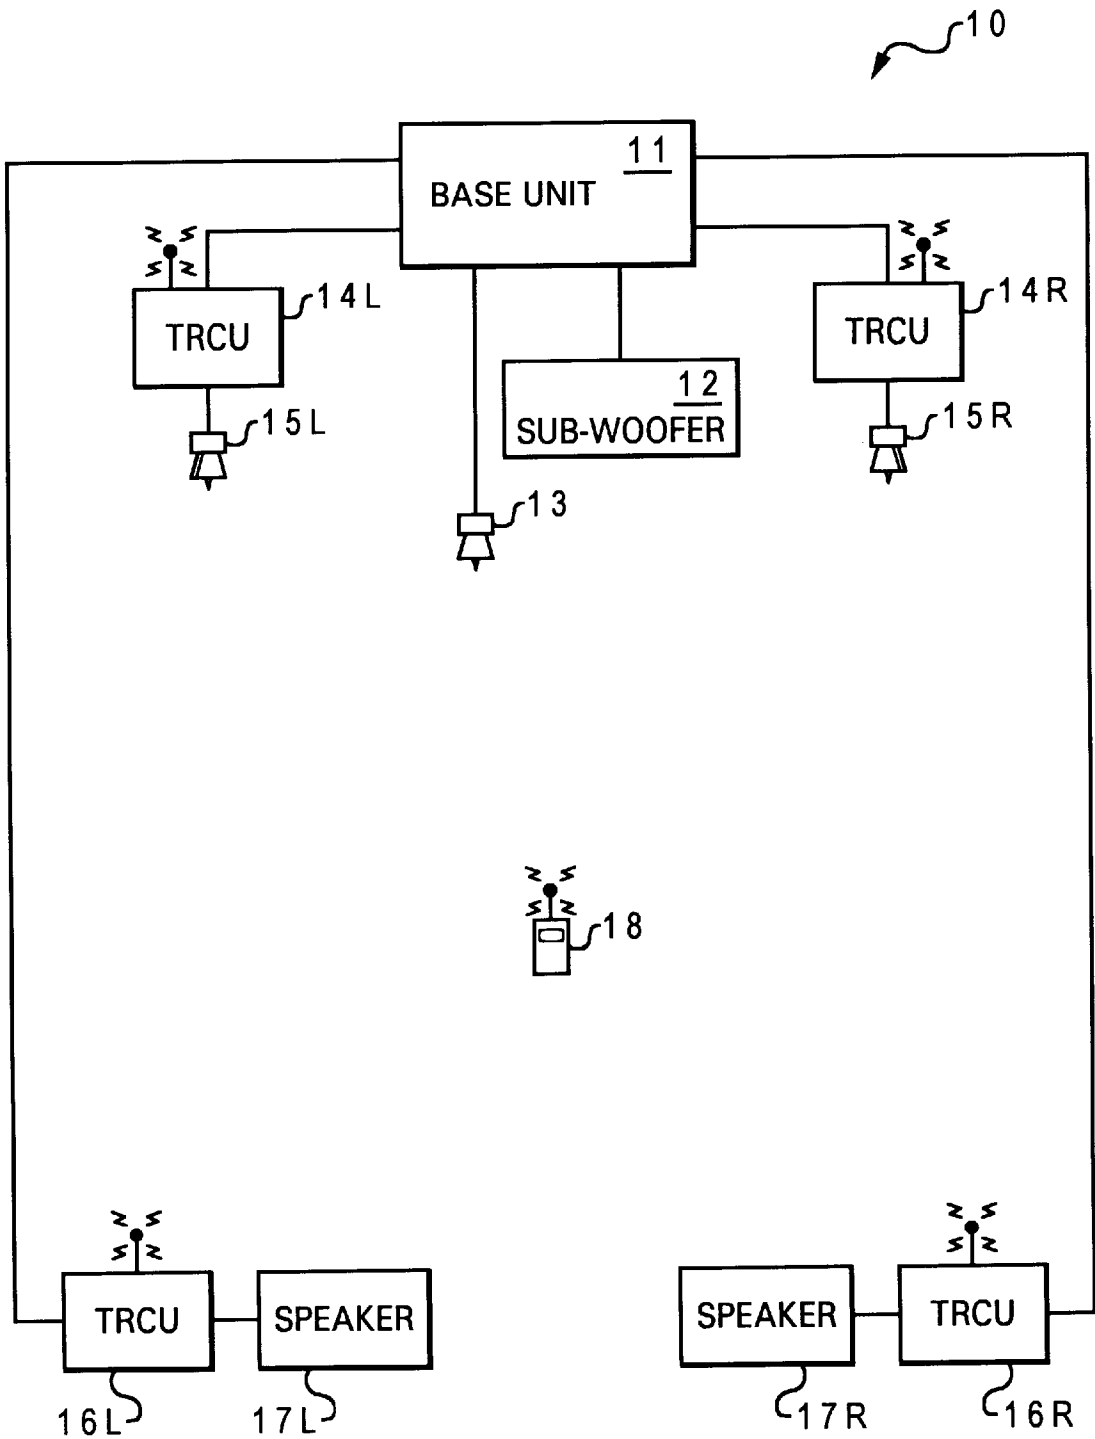 10
11
BASE UNIT
14L
TRCU
14R
TRCU
12
SUB-WOOFER
15L
15R
13
18
TRCU
SPEAKER
SPEAKER
TRCU
16L
17L
17R
16R